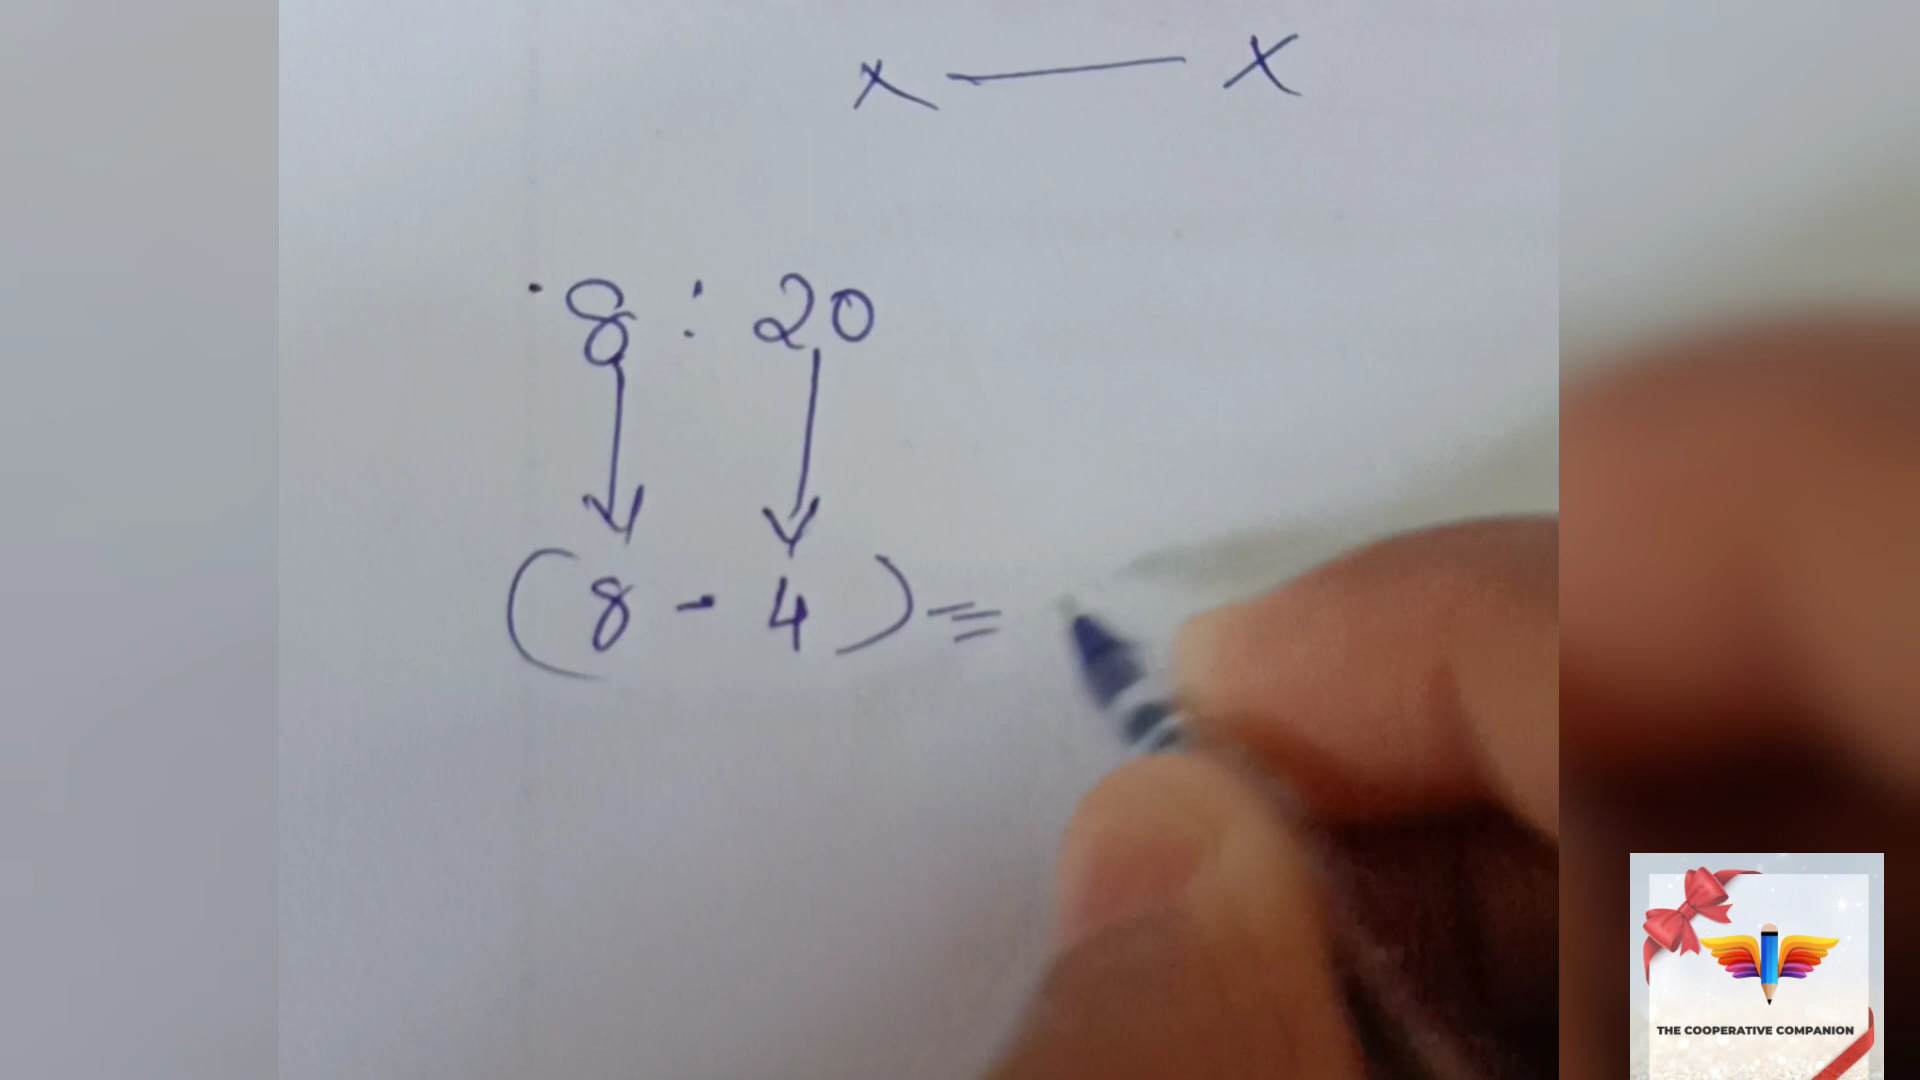 x — x
8 : 20
(8 - 4) =
THE COOPERATIVE COMPANION